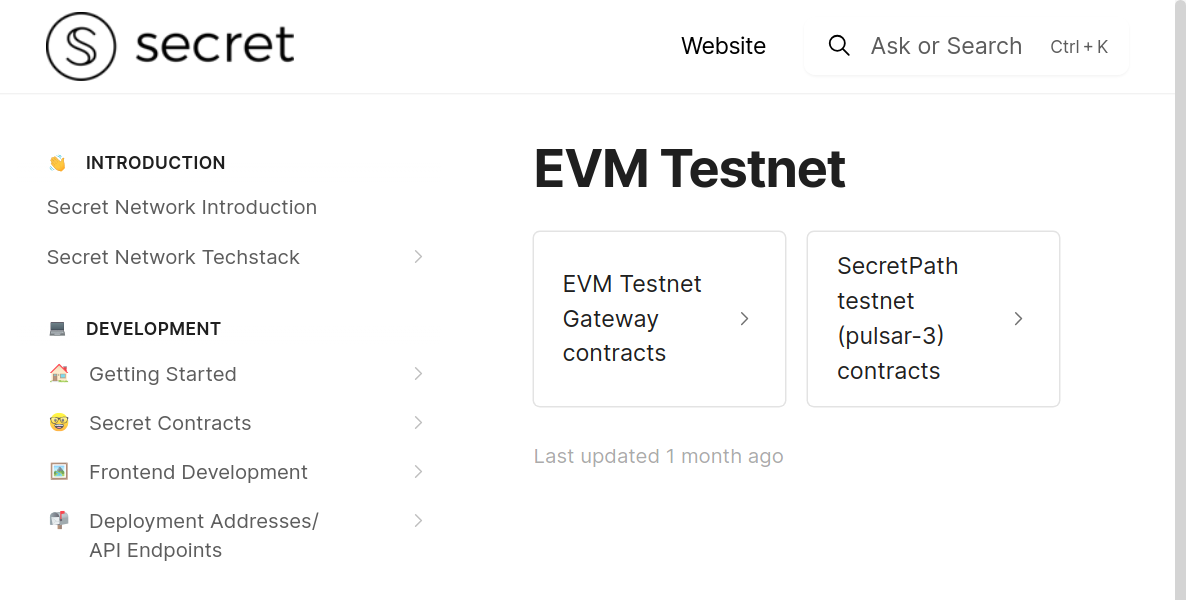 secret
Website
Ask or Search Ctrl + K
INTRODUCTION
Secret Network Introduction
Secret Network Techstack
DEVELOPMENT
Getting Started
Secret Contracts
Frontend Development
Deployment Addresses/
API Endpoints
EVM Testnet
EVM Testnet
Gateway
contracts
SecretPath
testnet
(pulsar-3)
contracts
Last updated 1 month ago